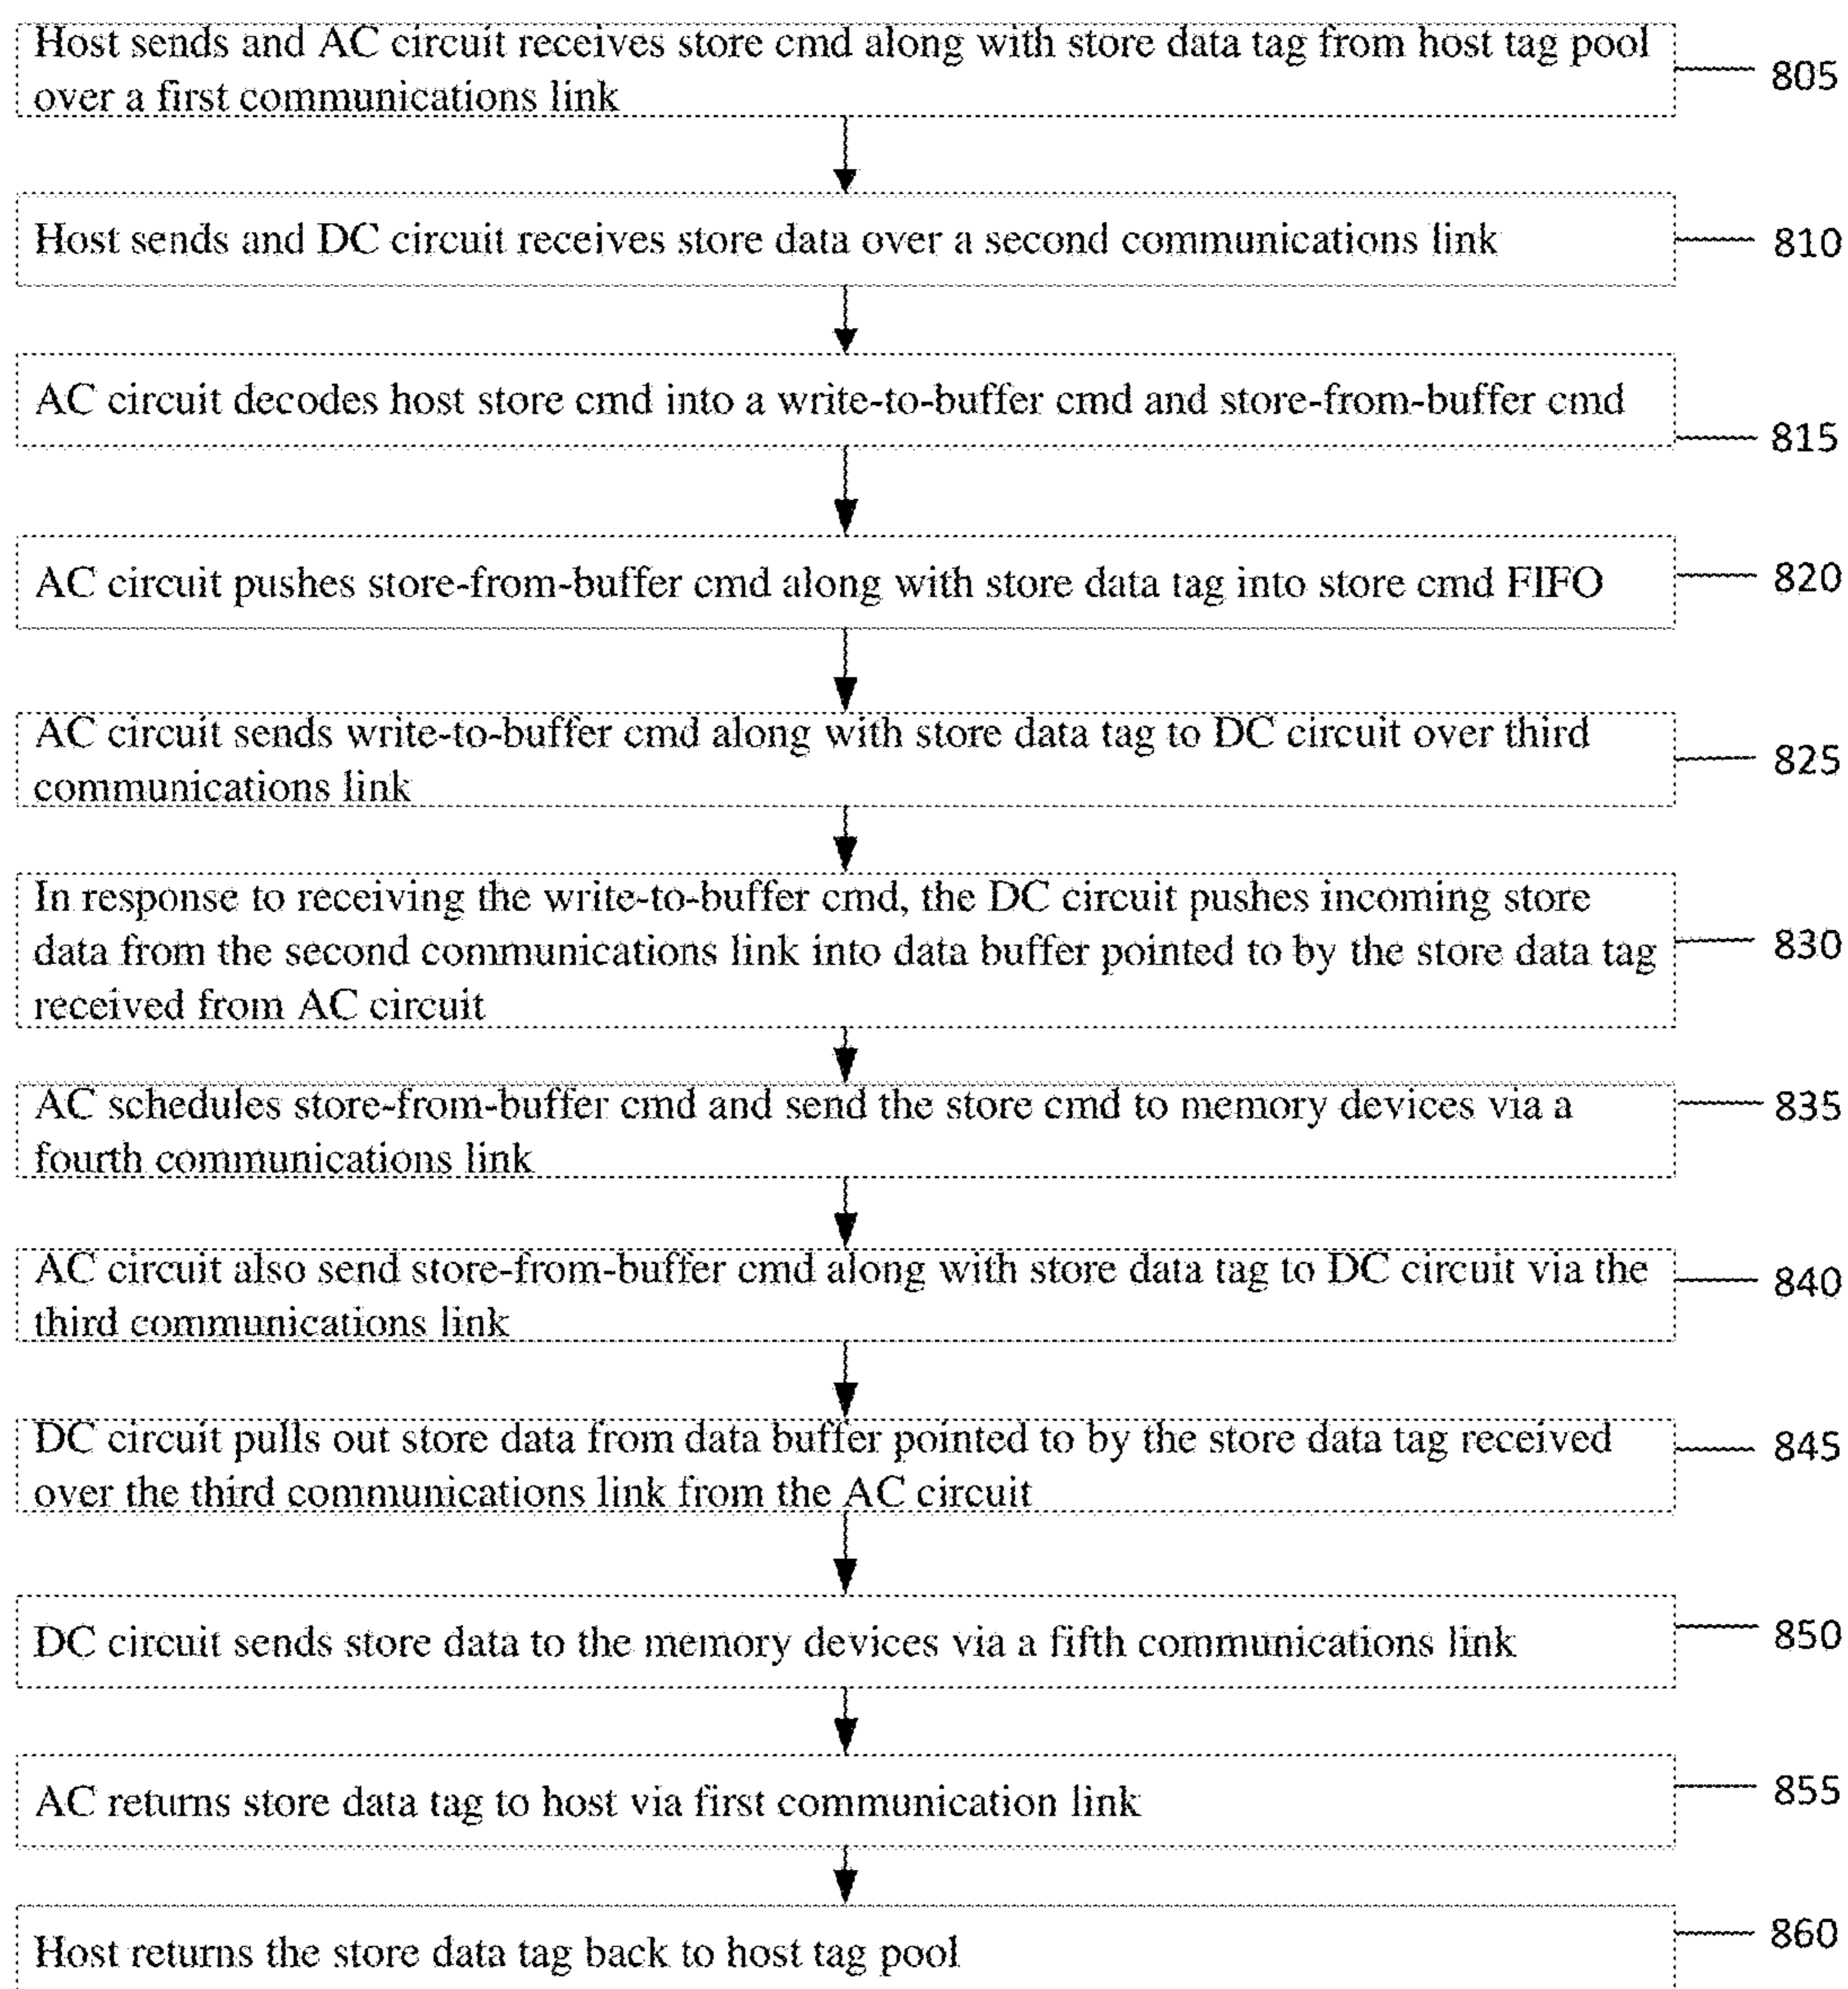 Host sends and AC circuit receives store cmd along with store data tag from host tag pool
over a first communications link
805
Host sends and DC circuit receives store data over a second communications link
810
AC circuit decodes host store cmd into a write-to-buffer cmd and store-from-buffer cmd
815
AC circuit pushes store-from-buffer cmd along with store data tag into store cmd FIFO
820
AC circuit sends write-to-buffer cmd along with store data tag to DC circuit over third
communications link
825
In response to receiving the write-to-buffer cmd, the DC circuit pushes incoming store
data from the second communications link into data buffer pointed to by the store data tag
received from AC circuit
830
AC schedules store-from-buffer cmd and send the store cmd to memory devices via a
fourth communications link
835
AC circuit also send store-from-buffer cmd along with store data tag to DC circuit via the
third communications link
840
DC circuit pulls out store data from data buffer pointed to by the store data tag received
over the third communications link from the AC circuit
845
DC circuit sends store data to the memory devices via a fifth communications link
850
AC returns store data tag to host via first communication link
855
Host returns the store data tag back to host tag pool
860